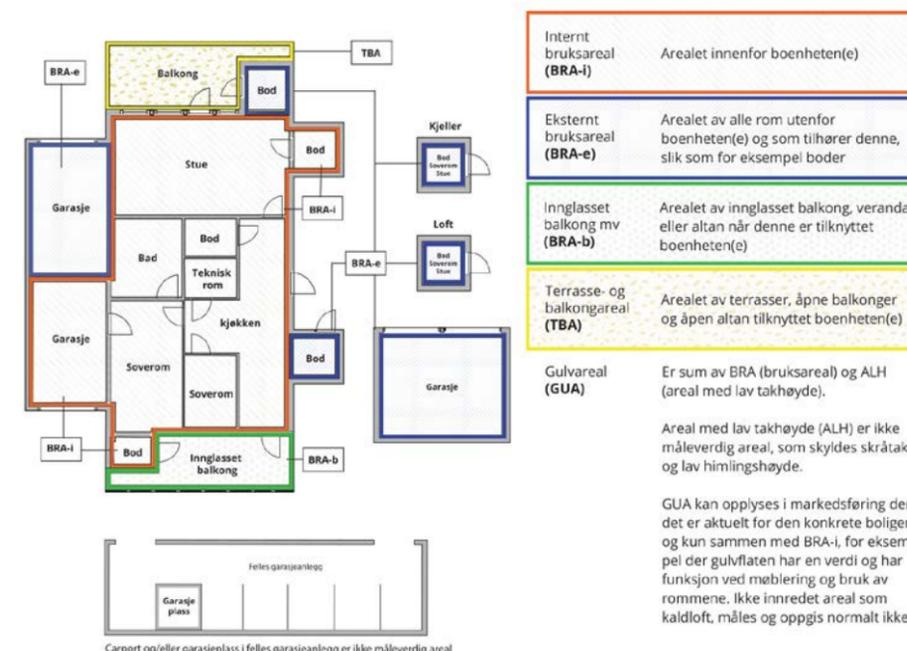 TBA
BRA-e
Balkong
Bod
Kjeller
Stue
Bod
Bod
Soverom
Stue
Garasje
BRA-i
Loft
Bad
Bod
Teknisk
rom
BRA-e
Bod
Soverom
Stue
Garasje
kjøkken
Soverom
Bod
Garasje
Soverom
BRA-i
Bod
Innglasset
balkong
BRA-b
Felles garasjeanlegg
Garasje
plass
Carport og/eller garasjeplass i felles garasjeanlegg er ikke måleverdig areal
Internt
bruksareal
(BRA-i)
Arealet innenfor boenheten(e)
Eksternt
bruksareal
(BRA-e)
Arealet av alle rom utenfor
boenheten(e) og som tilhører denne,
slik som for eksempel boder
Innglasset
balkong mv
(BRA-b)
Arealet av innglasset balkong, veranda
eller altan når denne er tilknyttet
boenheten(e)
Terrasse- og
balkongareal
(TBA)
Arealet av terrasser, åpne balkonger
og åpen altan tilknyttet boenheten(e)
Gulvareal
(GUA)
Er sum av BRA (bruksareal) og ALH
(areal med lav takhøyde).
Areal med lav takhøyde (ALH) er ikke
måleverdig areal, som skyldes skråtak
og lav himlingshøyde.
GUA kan opplyses i markedsføring der
det er aktuelt for den konkrete boligen
og kun sammen med BRA-i, for eksem
pel der gulvflaten har en verdi og har
funksjon ved møblering og bruk av
rommene. Ikke innredet areal som
kaldloft, måles og oppgis normalt ikke